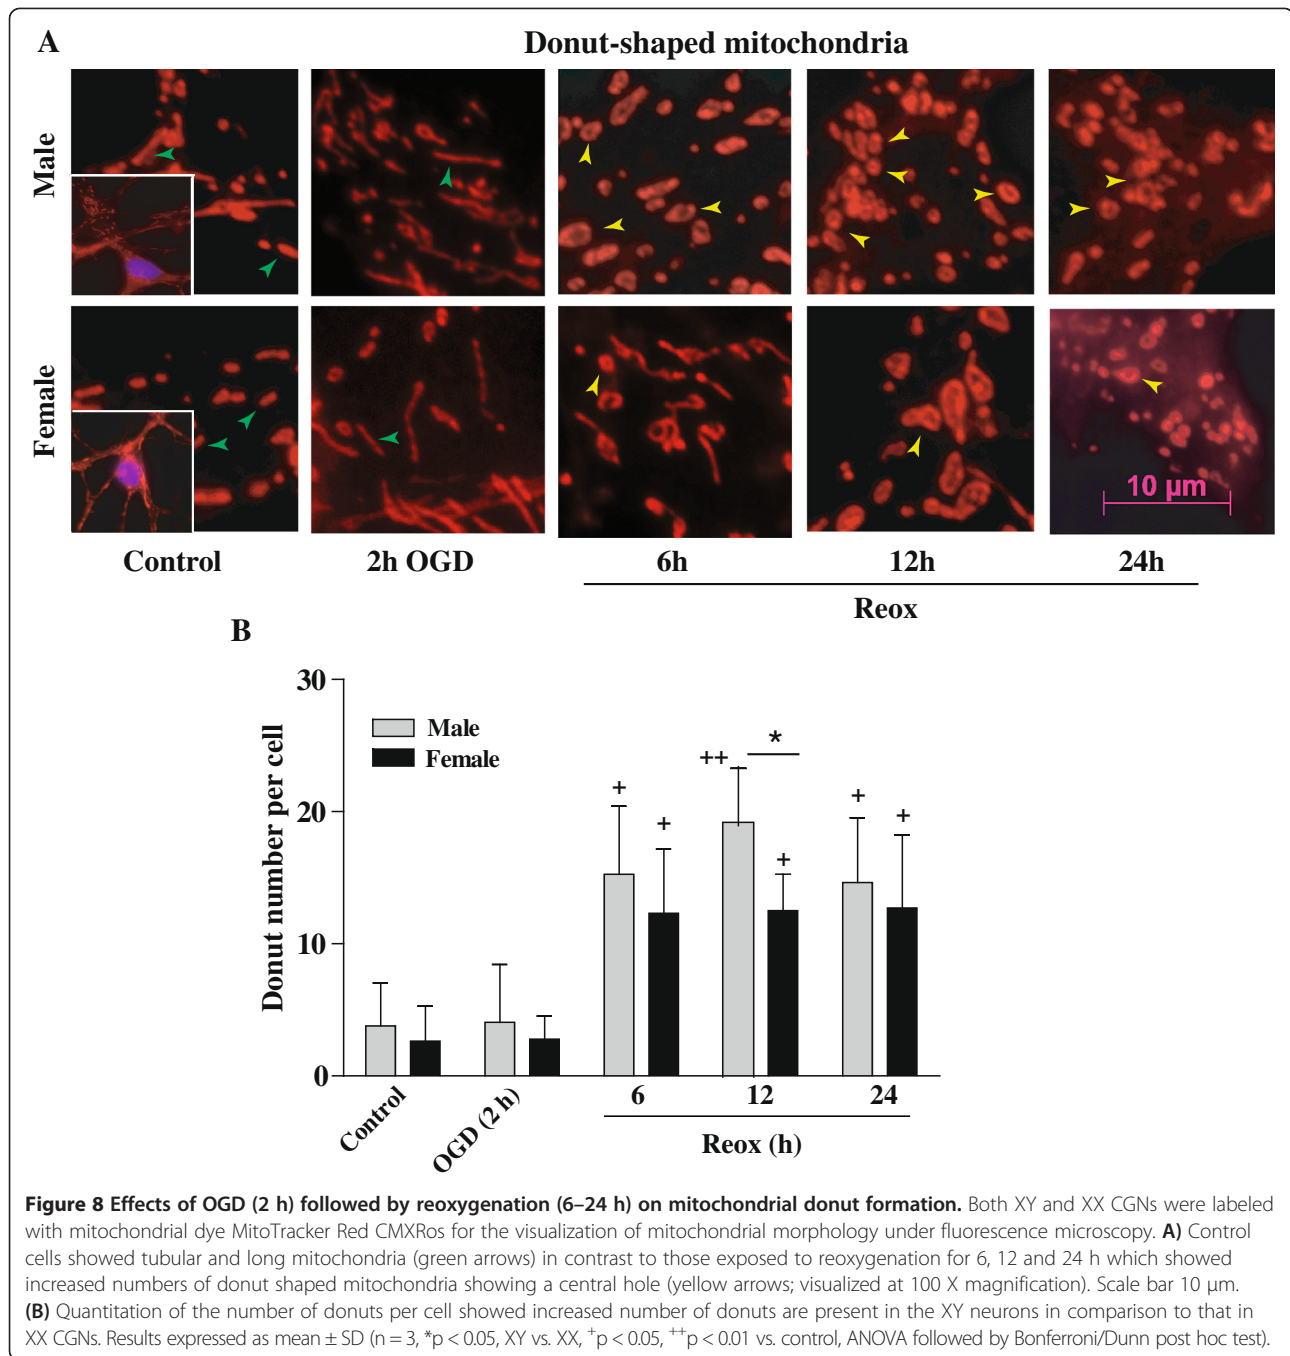 A
Donut-shaped mitochondria
Male
Female
10 µm
Control
2h OGD
6h
12h
24h
Reox
B
Donut number per cell
30
20
10
0
Male
Female
+
+
++
*
+
+
+
Control
OGD (2 h)
6
12
24
Reox (h)
Figure 8 Effects of OGD (2 h) followed by reoxygenation (6–24 h) on mitochondrial donut formation. Both XY and XX CGNs were labeled
with mitochondrial dye MitoTracker Red CMXRos for the visualization of mitochondrial morphology under fluorescence microscopy. A) Control
cells showed tubular and long mitochondria (green arrows) in contrast to those exposed to reoxygenation for 6, 12 and 24 h which showed
increased numbers of donut shaped mitochondria showing a central hole (yellow arrows; visualized at 100 X magnification). Scale bar 10 µm.
(B) Quantitation of the number of donuts per cell showed increased number of donuts are present in the XY neurons in comparison to that in
XX CGNs. Results expressed as mean ± SD (n = 3, *p < 0.05, XY vs. XX, +p < 0.05, ++p < 0.01 vs. control, ANOVA followed by Bonferroni/Dunn post hoc test).